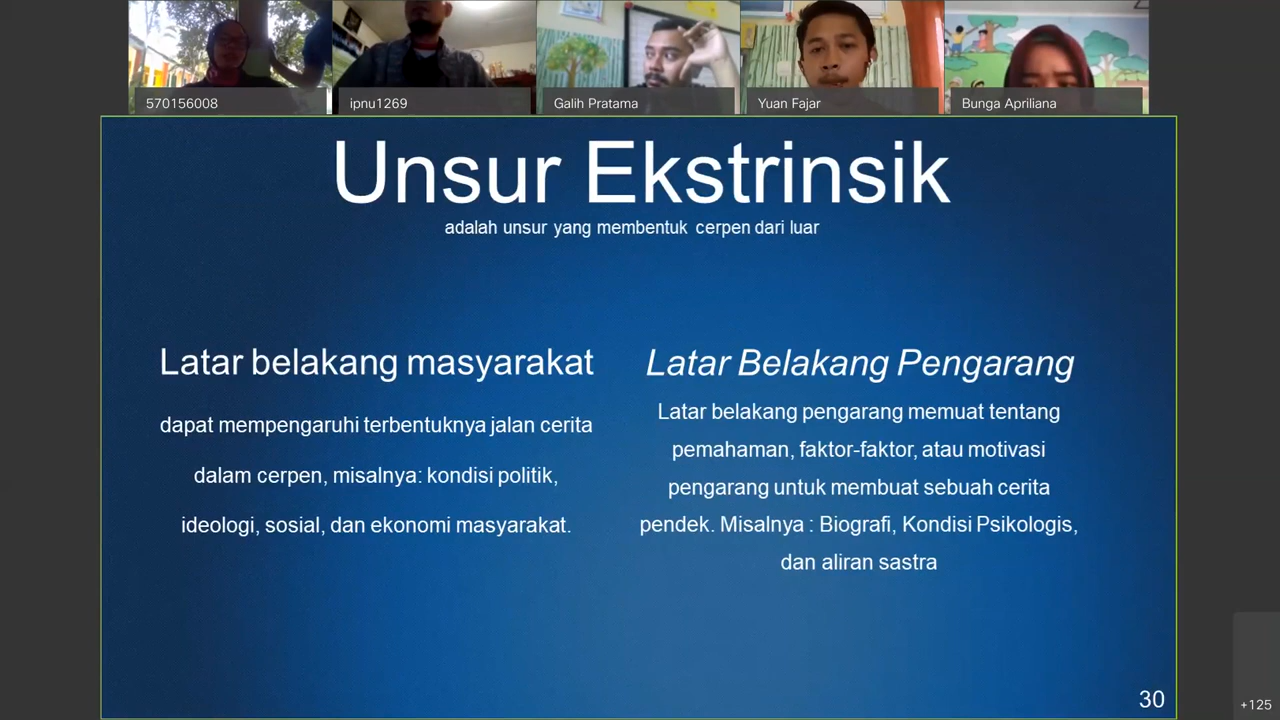 570156008
ipnu1269
Galih Pratama
Yuan Fajar
Bunga Apriliana
Unsur Ekstrinsik
adalah unsur yang membentuk cerpen dari luar
Latar belakang masyarakat
dapat mempengaruhi terbentuknya jalan cerita
dalam cerpen, misalnya: kondisi politik,
ideologi, sosial, dan ekonomi masyarakat.
Latar Belakang Pengarang
Latar belakang pengarang memuat tentang
pemahaman, faktor-faktor, atau motivasi
pengarang untuk membuat sebuah cerita
pendek. Misalnya : Biografi, Kondisi Psikologis,
dan aliran sastra
30
+125